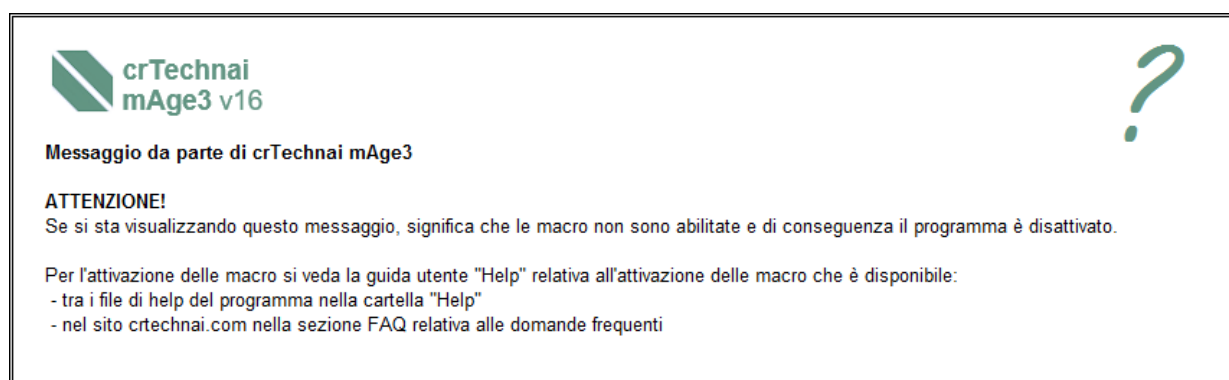 crTechnai
mAge3 v16
?
Messaggio da parte di crTechnai mAge3
ATTENZIONE!
Se si sta visualizzando questo messaggio, significa che le macro non sono abilitate e di conseguenza il programma è disattivato.
Per l'attivazione delle macro si veda la guida utente "Help" relativa all'attivazione delle macro che è disponibile:
- tra i file di help del programma nella cartella "Help"
- nel sito crtechnai.com nella sezione FAQ relativa alle domande frequenti